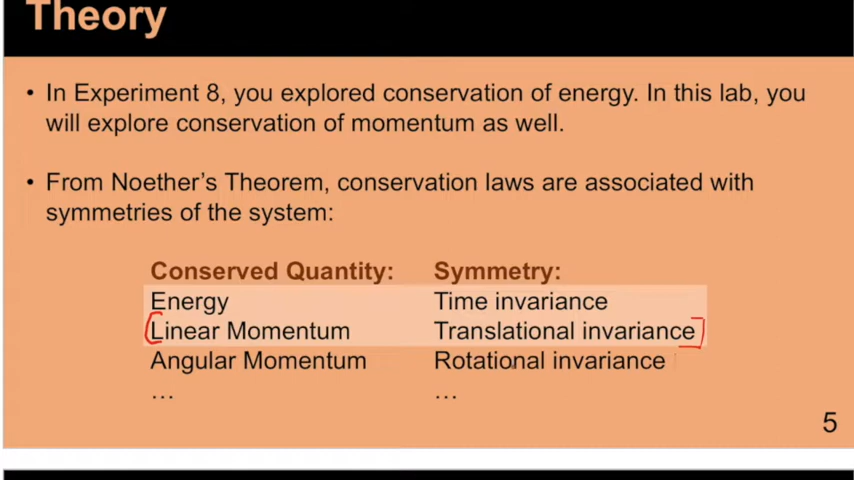 Theory
• In Experiment 8, you explored conservation of energy. In this lab, you
will explore conservation of momentum as well.
• From Noether's Theorem, conservation laws are associated with
symmetries of the system:
Conserved Quantity: Symmetry:
Energy Time invariance
Linear Momentum Translational invariance
Angular Momentum Rotational invariance
… …
5